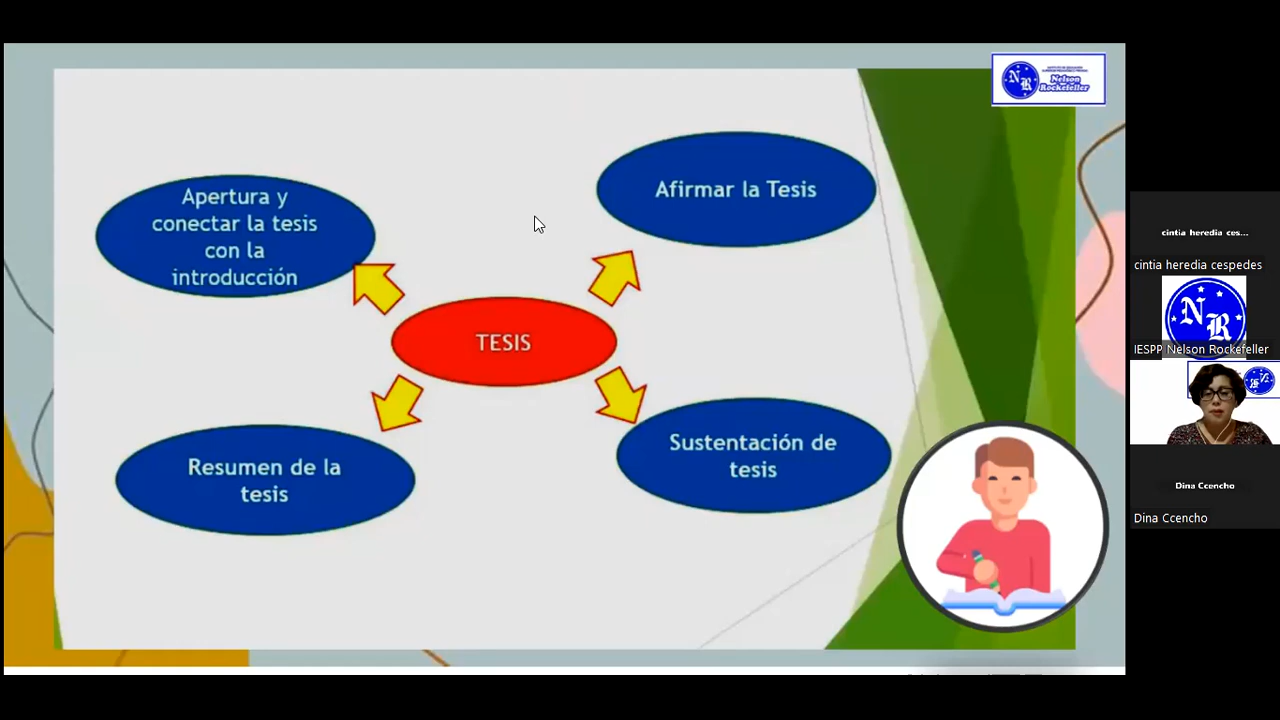 N R
Nelson
Rockefeller
Apertura y
conectar la tesis
con la
introducción
Afirmar la Tesis
TESIS
Resumen de la
tesis
Sustentación de
tesis
cintia heredia ces...
cintia heredia cespedes
N R
IESPP Nelson Rockefeller
Dina Ccencho
Dina Ccencho